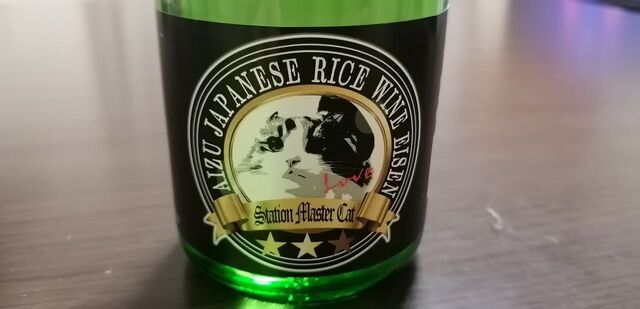 AIZU JAPANESE RICE WINE EISEN
Love
Station Master Cat